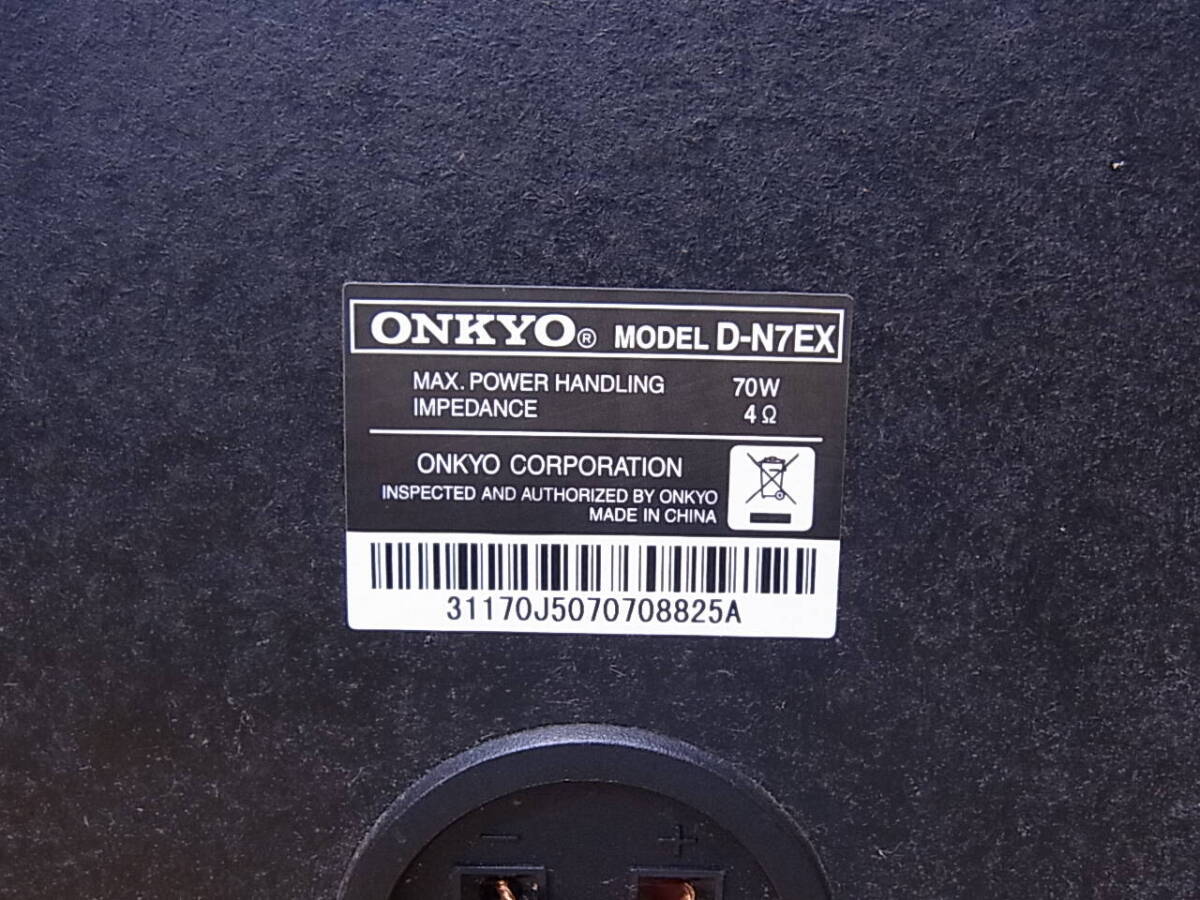 ONKYO® MODEL D-N7EX
MAX. POWER HANDLING 70W
IMPEDANCE 4Ω
ONKYO CORPORATION
INSPECTED AND AUTHORIZED BY ONKYO
MADE IN CHINA
31170J5070708825A
− +